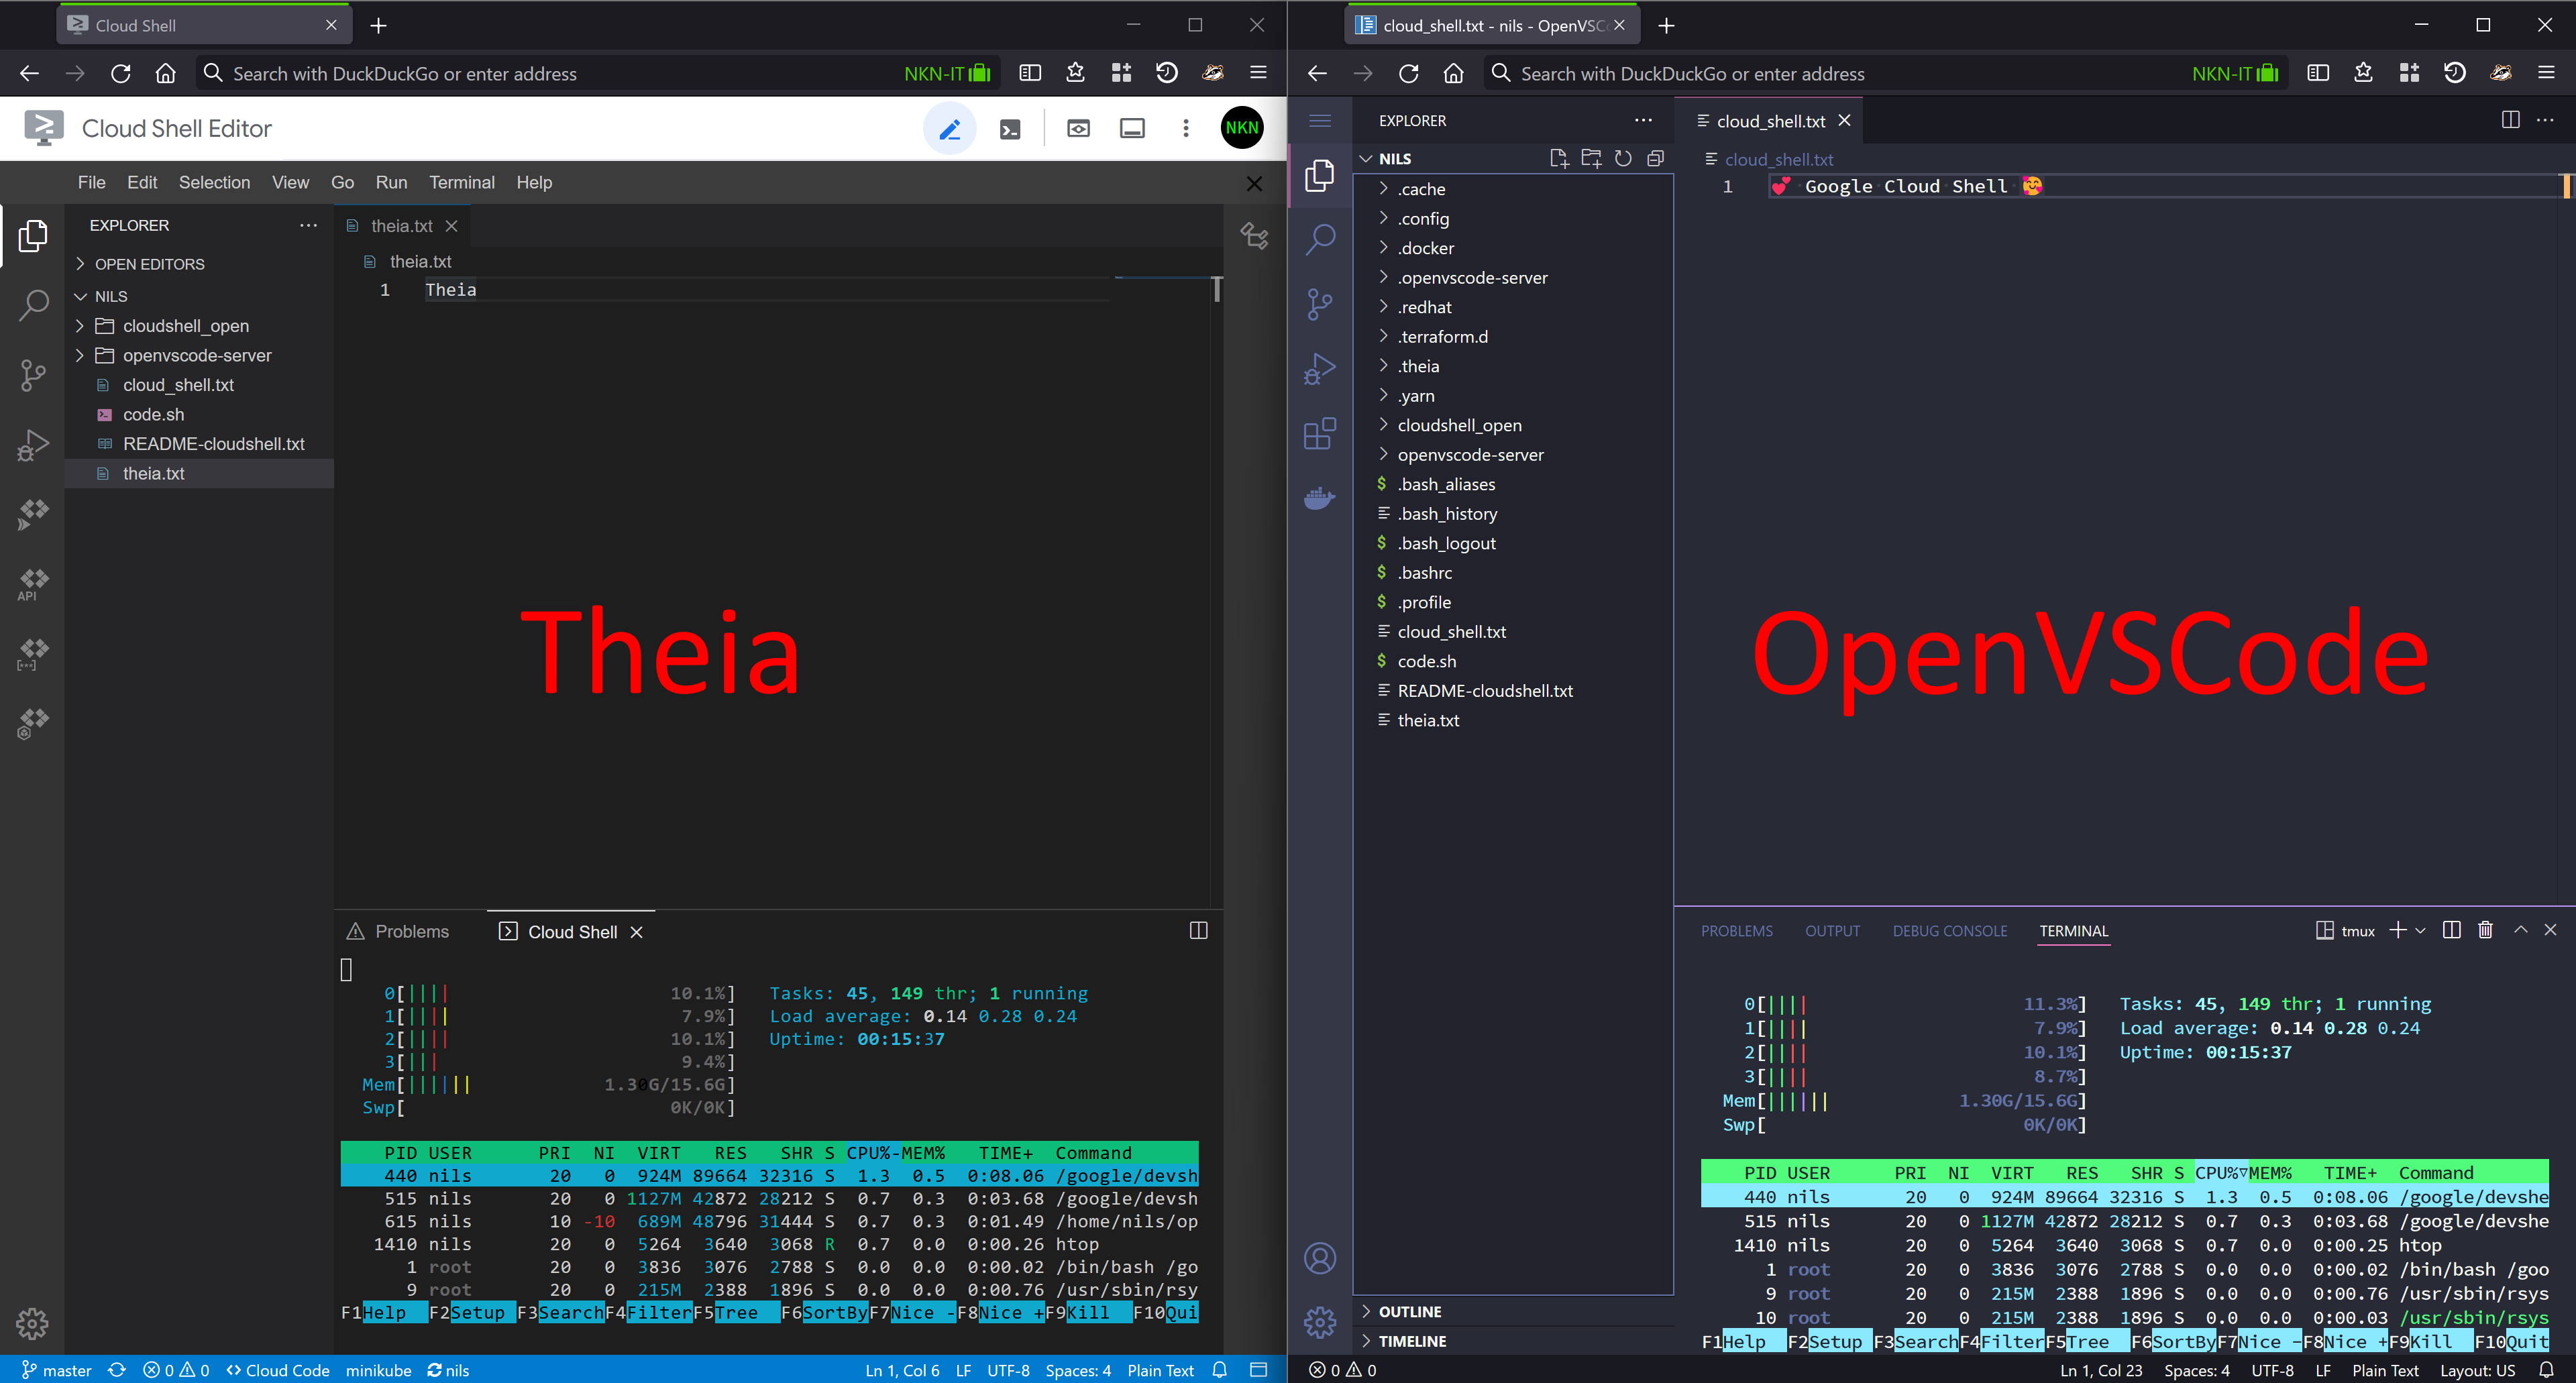 Cloud Shell
Search with DuckDuckGo or enter address
NKN-IT
Cloud Shell Editor
NKN
File Edit Selection View Go Run Terminal Help
EXPLORER
OPEN EDITORS
NILS
cloudshell_open
openvscode-server
cloud_shell.txt
code.sh
README-cloudshell.txt
theia.txt
API
theia.txt
theia.txt
1 Theia
Theia
Problems Cloud Shell
0[|||| 10.1%] Tasks: 45, 149 thr; 1 running
1[|||| 7.9%] Load average: 0.14 0.28 0.24
2[|||| 10.1%] Uptime: 00:15:37
3[||| 9.4%]
Mem[|||||| 1.30G/15.6G]
Swp[ 0K/0K]
PID USER PRI NI VIRT RES SHR S CPU%-MEM% TIME+ Command
440 nils 20 0 924M 89664 32316 S 1.3 0.5 0:08.06 /google/devsh
515 nils 20 0 1127M 42872 28212 S 0.7 0.3 0:03.68 /google/devsh
615 nils 10 -10 689M 48796 31444 S 0.7 0.3 0:01.49 /home/nils/op
1410 nils 20 0 5264 3640 3068 R 0.7 0.0 0:00.26 htop
1 root 20 0 3836 3076 2788 S 0.0 0.0 0:00.02 /bin/bash /go
9 root 20 0 215M 2388 1896 S 0.0 0.0 0:00.76 /usr/sbin/rsy
F1Help F2Setup F3SearchF4FilterF5Tree F6SortByF7Nice -F8Nice +F9Kill F10Qui
master 0 0 Cloud Code minikube nils Ln 1, Col 6 LF UTF-8 Spaces: 4 Plain Text
cloud_shell.txt - nils - OpenVSC
Search with DuckDuckGo or enter address
NKN-IT
EXPLORER
NILS
.cache
.config
.docker
.openvscode-server
.redhat
.terraform.d
.theia
.yarn
cloudshell_open
openvscode-server
$ .bash_aliases
.bash_history
$ .bash_logout
$ .bashrc
$ .profile
cloud_shell.txt
$ code.sh
README-cloudshell.txt
theia.txt
OUTLINE
TIMELINE
cloud_shell.txt
cloud_shell.txt
1 💕 Google Cloud Shell 🥰
OpenVSCode
PROBLEMS OUTPUT DEBUG CONSOLE TERMINAL tmux
0[|||| 11.3%] Tasks: 45, 149 thr; 1 running
1[|||| 7.9%] Load average: 0.14 0.28 0.24
2[|||| 10.1%] Uptime: 00:15:37
3[|||| 8.7%]
Mem[|||||| 1.30G/15.6G]
Swp[ 0K/0K]
PID USER PRI NI VIRT RES SHR S CPU%▽MEM% TIME+ Command
440 nils 20 0 924M 89664 32316 S 1.3 0.5 0:08.06 /google/devshe
515 nils 20 0 1127M 42872 28212 S 0.7 0.3 0:03.68 /google/devshe
1410 nils 20 0 5264 3640 3068 S 0.7 0.0 0:00.25 htop
1 root 20 0 3836 3076 2788 S 0.0 0.0 0:00.02 /bin/bash /goo
9 root 20 0 215M 2388 1896 S 0.0 0.0 0:00.76 /usr/sbin/rsys
10 root 20 0 215M 2388 1896 S 0.0 0.0 0:00.03 /usr/sbin/rsys
F1Help F2Setup F3SearchF4FilterF5Tree F6SortByF7Nice -F8Nice +F9Kill F10Quit
0 0 Ln 1, Col 23 Spaces: 4 UTF-8 LF Plain Text Layout: US